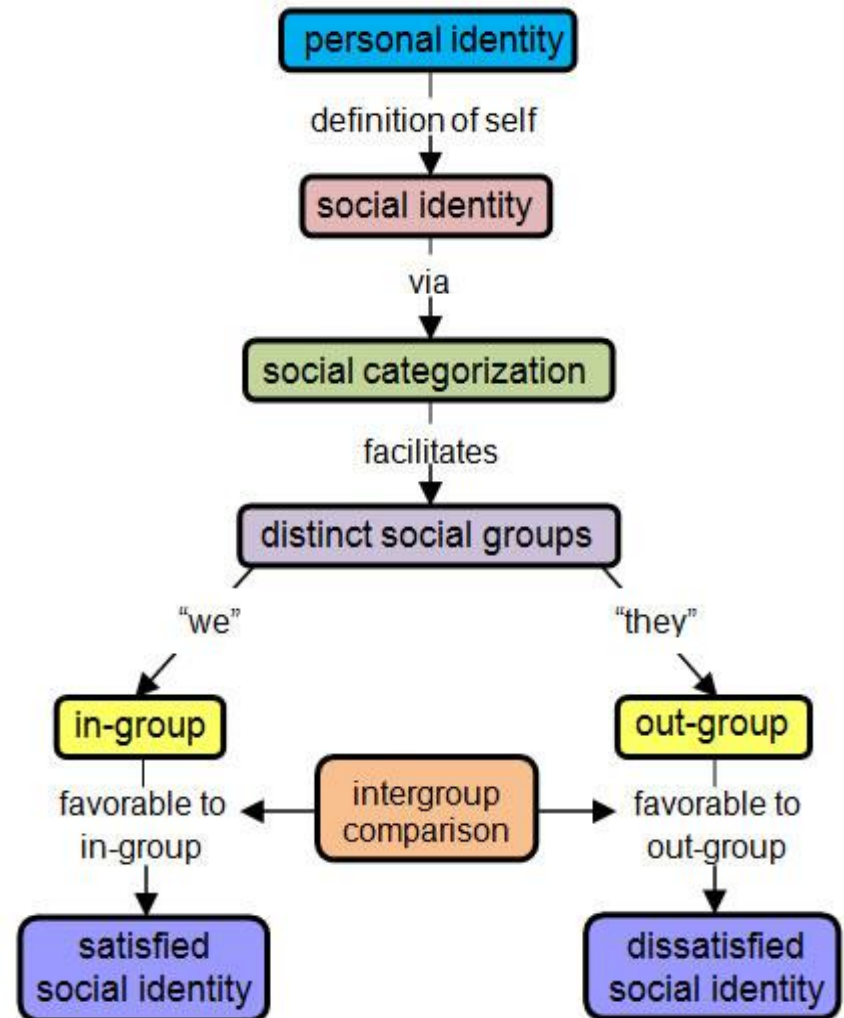 personal identity
definition of self
social identity
via
social categorization
facilitates
distinct social groups
“we”
“they”
in-group
out-group
favorable to
in-group
intergroup
comparison
favorable to
out-group
satisfied
social identity
dissatisfied
social identity